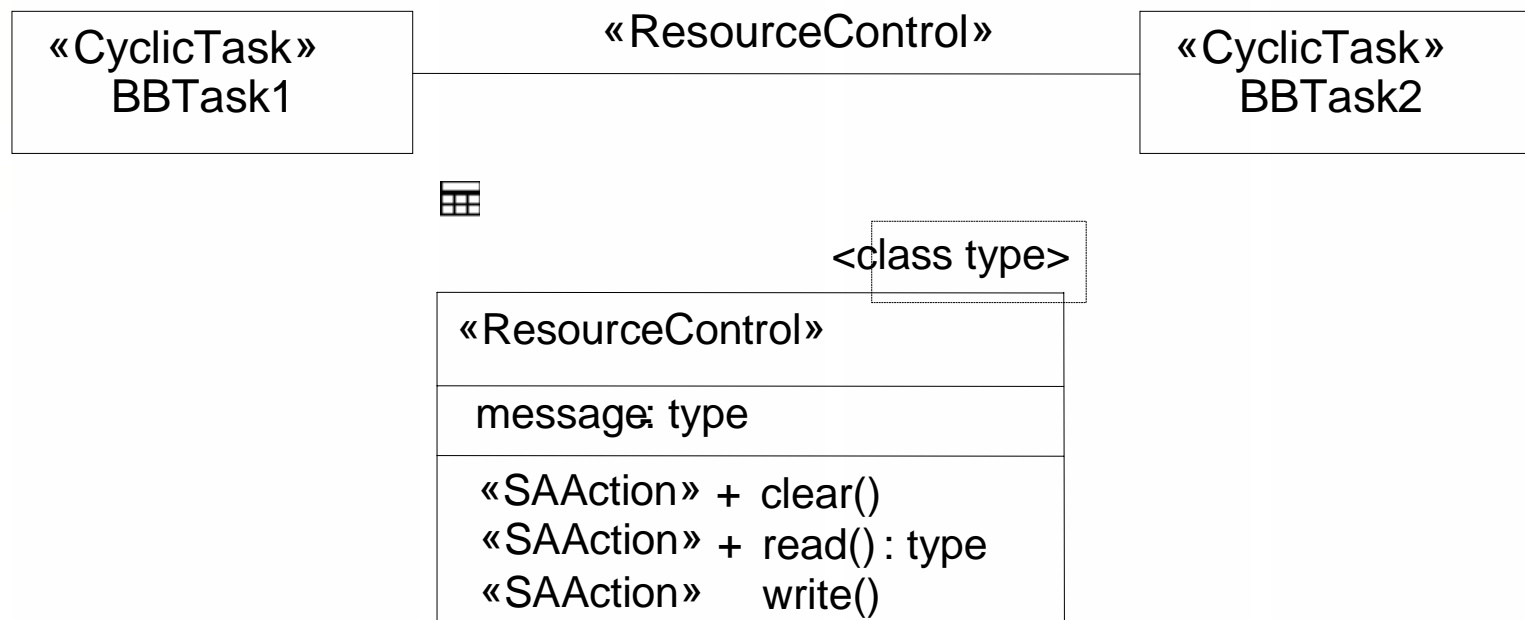 «CyclicTask»
BBTask1
«ResourceControl»
«CyclicTask»
BBTask2
<class type>
«ResourceControl»
message: type
«SAAction» + clear()
«SAAction» + read() : type
«SAAction» write()